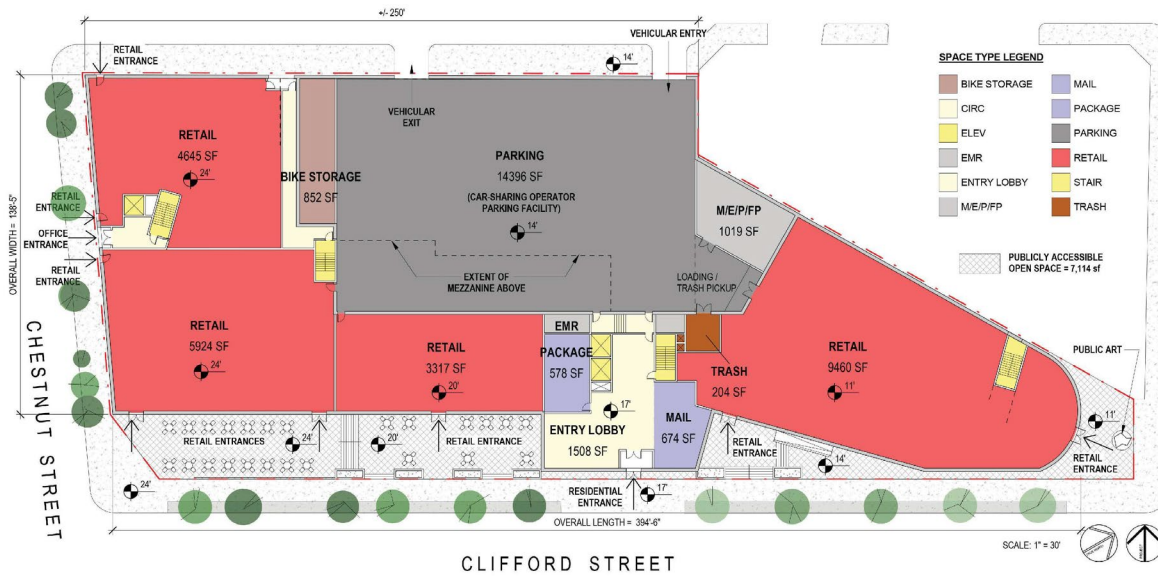 +/- 250'
VEHICULAR ENTRY
RETAIL
ENTRANCE
14'
VEHICULAR
EXIT
SPACE TYPE LEGEND
BIKE STORAGE
CIRC
ELEV
EMR
ENTRY LOBBY
M/E/P/FP
MAIL
PACKAGE
PARKING
RETAIL
STAIR
TRASH
PUBLICLY ACCESSIBLE
OPEN SPACE = 7,114 sf
OVERALL WIDTH = 138'-5"
RETAIL
4645 SF
24'
BIKE STORAGE
852 SF
PARKING
14396 SF
(CAR-SHARING OPERATOR
PARKING FACILITY)
14'
M/E/P/FP
1019 SF
RETAIL
ENTRANCE
OFFICE
ENTRANCE
RETAIL
ENTRANCE
EXTENT OF
MEZZANINE ABOVE
LOADING /
TRASH PICKUP
RETAIL
5924 SF
24'
RETAIL
3317 SF
20'
EMR
PACKAGE
578 SF
17'
ENTRY LOBBY
1508 SF
MAIL
674 SF
TRASH
204 SF
RETAIL
9460 SF
11'
PUBLIC ART
11'
RETAIL
ENTRANCE
RETAIL ENTRANCES
24'
20'
RETAIL ENTRANCE
RETAIL
ENTRANCE
14'
24'
RESIDENTIAL
ENTRANCE
17'
OVERALL LENGTH = 394'-6"
CHESTNUT STREET
CLIFFORD STREET
SCALE: 1" = 30'